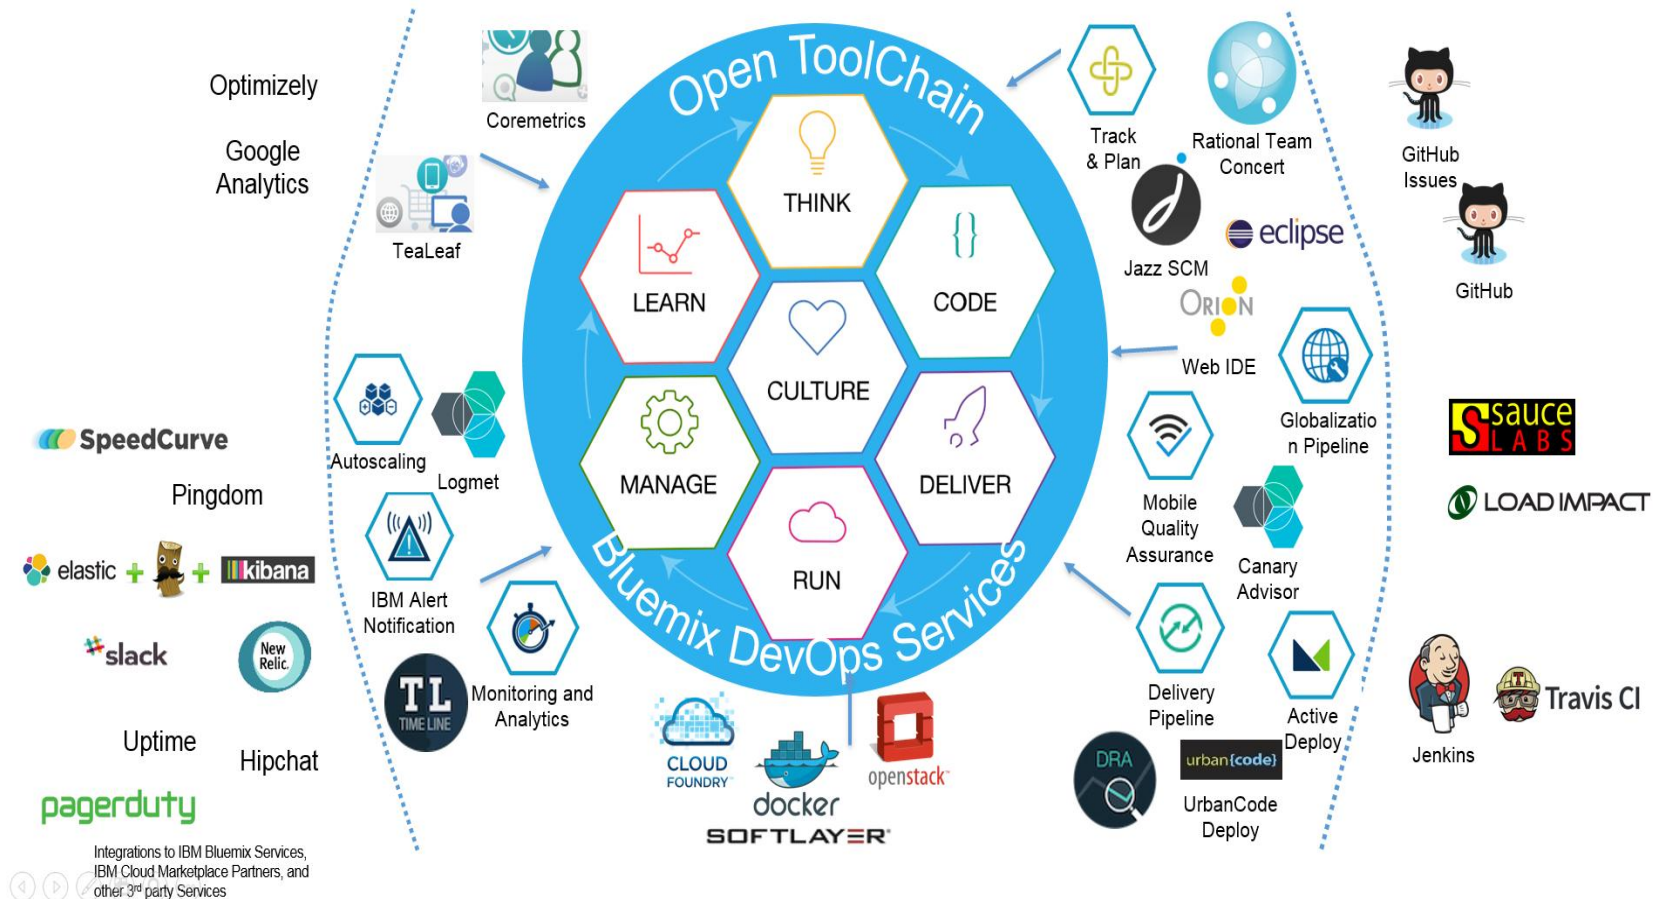 Open ToolChain
THINK
LEARN
CODE
CULTURE
MANAGE
DELIVER
RUN
Bluemix DevOps Services
Optimizely
Google
Analytics
Coremetrics
TeaLeaf
Track
& Plan
Rational Team
Concert
GitHub
Issues
Jazz SCM
eclipse
GitHub
ORION
Web IDE
Globalizatio
n Pipeline
Autoscaling
Logmet
SpeedCurve
Pingdom
elastic + + kibana
IBM Alert
Notification
slack
New
Relic.
TL
TIME LINE
Monitoring and
Analytics
Uptime
Hipchat
pagerduty
Mobile
Quality
Assurance
Canary
Advisor
sauce
LABS
LOAD IMPACT
Delivery
Pipeline
Active
Deploy
Jenkins
T
Travis CI
DRA
urban{code}
UrbanCode
Deploy
CLOUD
FOUNDRY™
docker
openstack™
SOFTLAYER®
Integrations to IBM Bluemix Services,
IBM Cloud Marketplace Partners, and
other 3rd party Services